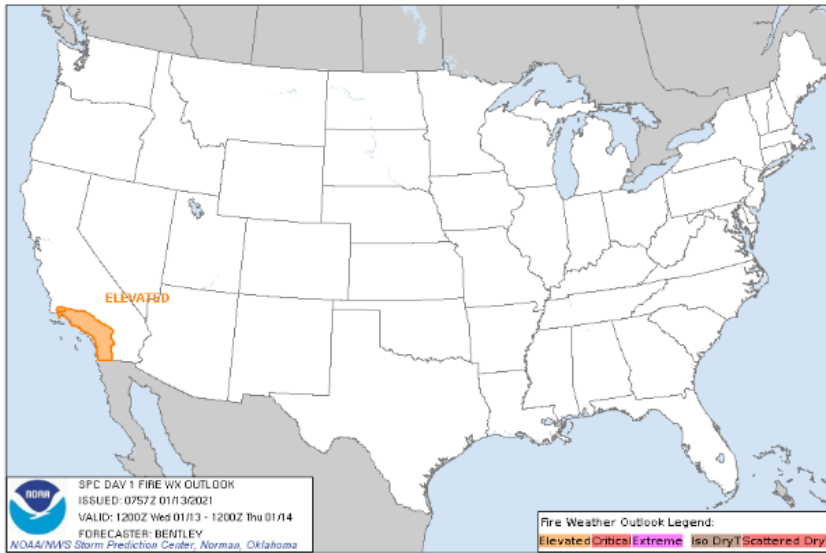 ELEVATED
NOAA
SPC DAY 1 FIRE WX OUTLOOK
ISSUED: 0757Z 01/13/2021
VALID: 1200Z Wed 01/13 - 1200Z Thu 01/14
FORECASTER: BENTLEY
NOAA/NWS Storm Prediction Center, Norman, Oklahoma
Fire Weather Outlook Legend:
Elevated Critical Extreme Iso DryT Scattered Dry